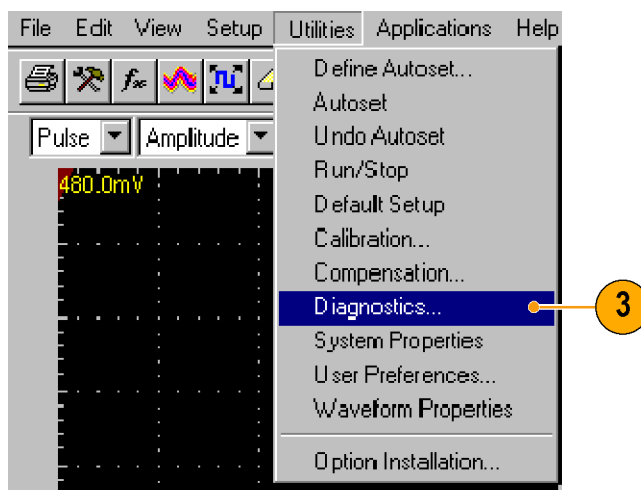 File Edit View Setup Utilities Applications Help
Pulse Amplitude
480.0mV
Define Autoset...
Autoset
Undo Autoset
Run/Stop
Default Setup
Calibration...
Compensation...
Diagnostics...
3
System Properties
User Preferences...
Waveform Properties
Option Installation...